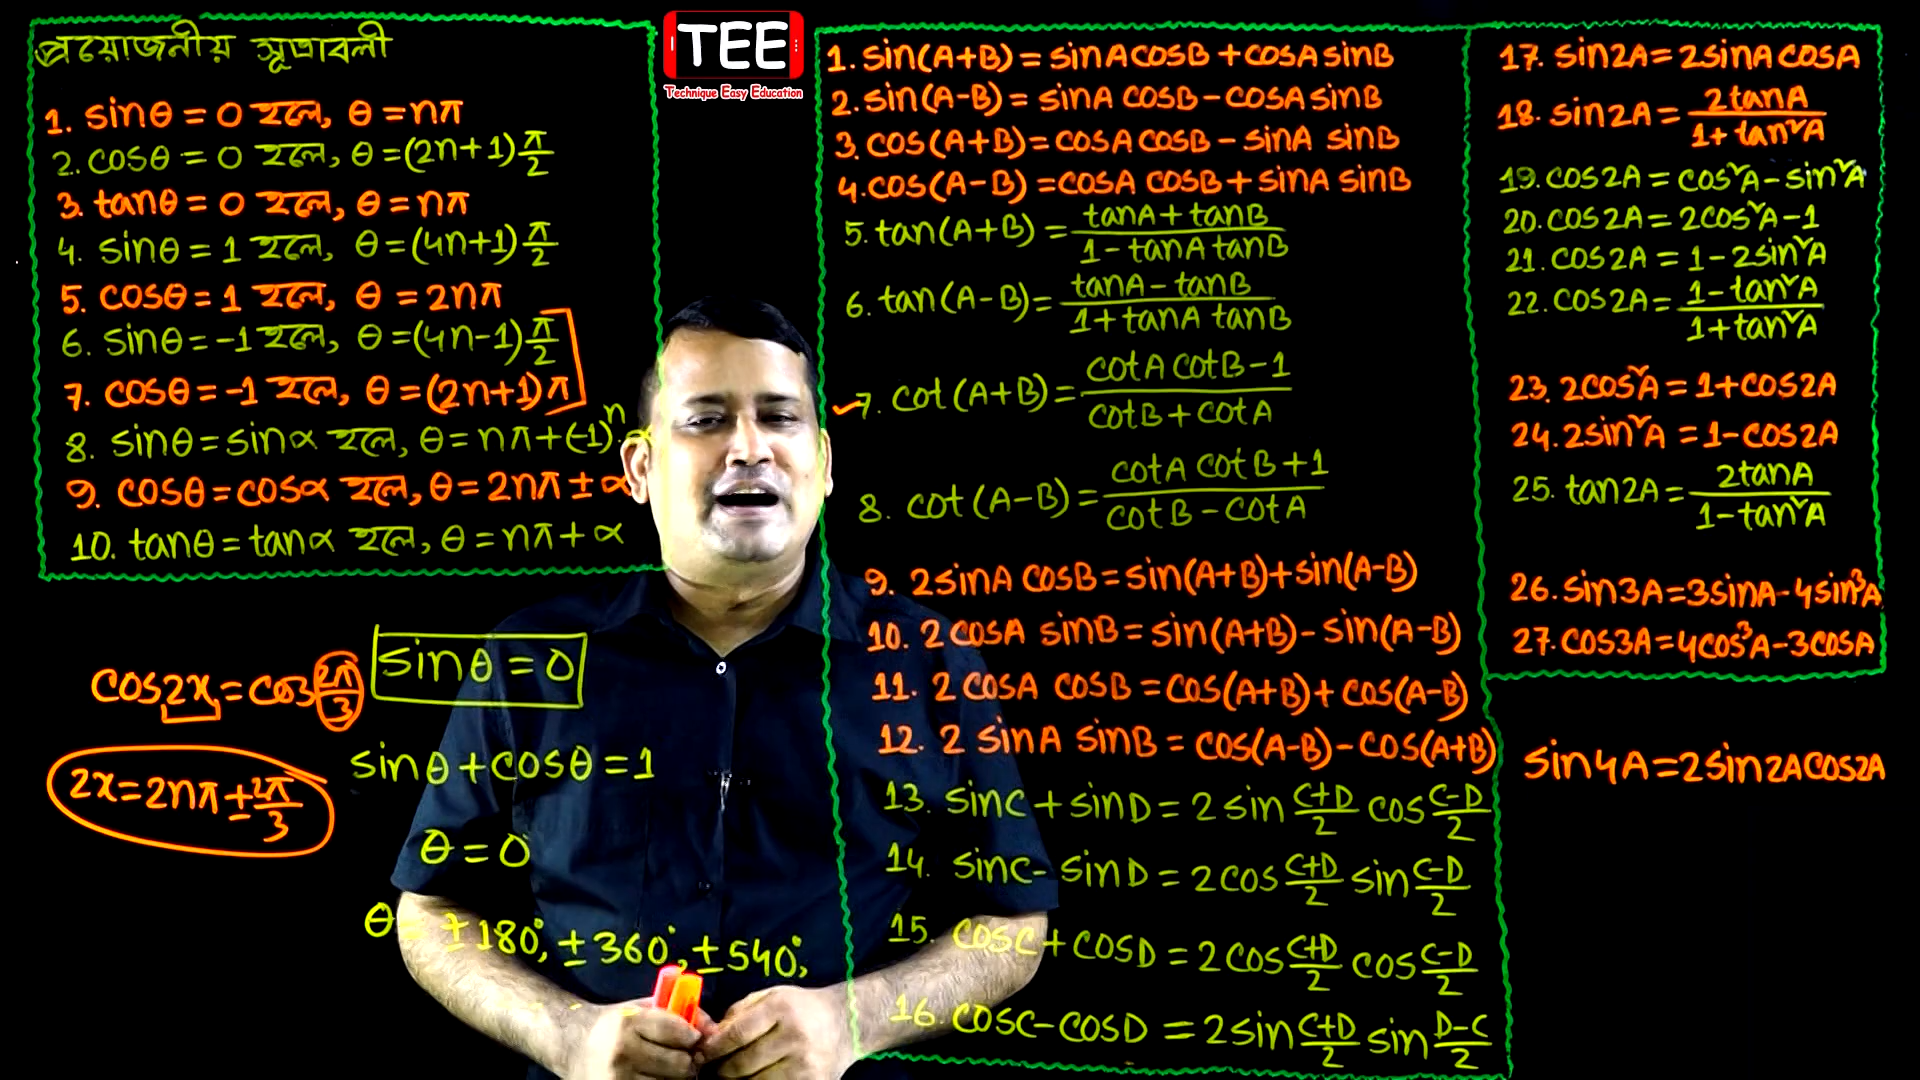 প্রয়োজনীয় সূত্রাবলী
1. sinθ = 0 হলে, θ = nπ
2. cosθ = 0 হলে, θ = (2n+1)π/2
3. tanθ = 0 হলে, θ = nπ
4. sinθ = 1 হলে, θ = (4n+1)π/2
5. cosθ = 1 হলে, θ = 2nπ
6. sinθ = -1 হলে, θ = (4n-1)π/2
7. cosθ = -1 হলে, θ = (2n+1)π
8. sinθ = sinα হলে, θ = nπ + (-1)ⁿ
9. cosθ = cosα হলে, θ = 2nπ ± α
10. tanθ = tanα হলে, θ = nπ + α
cos2x = cos 2π/3
2x = 2nπ ± 2π/3
sinθ = 0
sinθ + cosθ = 1
θ = 0
θ = ±180°, ±360°, ±540°,
TEE
Technique Easy Education
1. sin(A+B) = sinA cosB + cosA sinB
2. sin(A-B) = sinA cosB - cosA sinB
3. cos(A+B) = cosA cosB - sinA sinB
4. cos(A-B) = cosA cosB + sinA sinB
5. tan(A+B) = (tanA + tanB)/(1 - tanA tanB)
6. tan(A-B) = (tanA - tanB)/(1 + tanA tanB)
7. cot(A+B) = (cotA cotB - 1)/(cotB + cotA)
8. cot(A-B) = (cotA cotB + 1)/(cotB - cotA)
9. 2sinA cosB = sin(A+B) + sin(A-B)
10. 2cosA sinB = sin(A+B) - sin(A-B)
11. 2cosA cosB = cos(A+B) + cos(A-B)
12. 2 sinA sinB = cos(A-B) - cos(A+B)
13. sinC + sinD = 2 sin (C+D)/2 cos (C-D)/2
14. sinC - sinD = 2cos (C+D)/2 sin (C-D)/2
15. cosC + cosD = 2cos (C+D)/2 cos (C-D)/2
16. cosC - cosD = 2sin (C+D)/2 sin (D-C)/2
17. sin2A = 2sinA cosA
18. sin2A = 2tanA/(1 + tan²A)
19. cos2A = cos²A - sin²A
20. cos2A = 2cos²A - 1
21. cos2A = 1 - 2sin²A
22. cos2A = (1 - tan²A)/(1 + tan²A)
23. 2cos²A = 1 + cos2A
24. 2sin²A = 1 - cos2A
25. tan2A = 2tanA/(1 - tan²A)
26. sin3A = 3sinA - 4sin³A
27. cos3A = 4cos³A - 3cosA
sin4A = 2sin2A cos2A